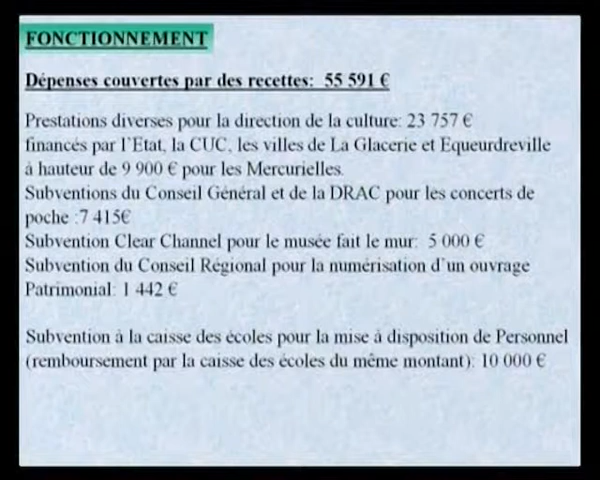 FONCTIONNEMENT
Dépenses couvertes par des recettes: 55 591 €
Prestations diverses pour la direction de la culture: 23 757 €
financés par l'Etat, la CUC, les villes de La Glacerie et Equeurdreville
à hauteur de 9 900 € pour les Mercurielles.
Subventions du Conseil Général et de la DRAC pour les concerts de
poche :7 415€
Subvention Clear Channel pour le musée fait le mur: 5 000 €
Subvention du Conseil Régional pour la numérisation d'un ouvrage
Patrimonial: 1 442 €
Subvention à la caisse des écoles pour la mise à disposition de Personnel
(remboursement par la caisse des écoles du même montant): 10 000 €